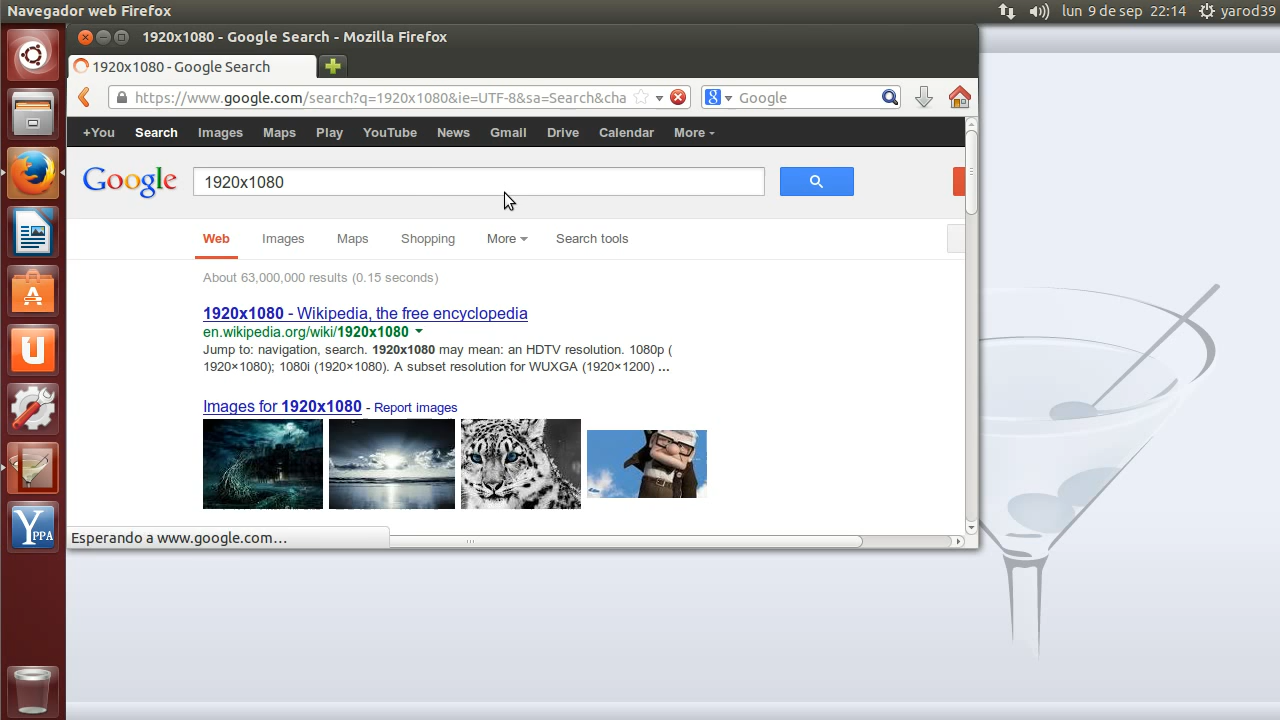 Navegador web Firefox
lun 9 de sep 22:14 yarod39
1920x1080 - Google Search - Mozilla Firefox
1920x1080 - Google Search
https://www.google.com/search?q=1920x1080&ie=UTF-8&sa=Search&cha
Google
+You Search Images Maps Play YouTube News Gmail Drive Calendar More
Google 1920x1080
Web Images Maps Shopping More Search tools
About 63,000,000 results (0.15 seconds)
1920x1080 - Wikipedia, the free encyclopedia
en.wikipedia.org/wiki/1920x1080
Jump to: navigation, search. 1920x1080 may mean: an HDTV resolution. 1080p (
1920×1080); 1080i (1920×1080). A subset resolution for WUXGA (1920×1200) ...
Images for 1920x1080 - Report images
Esperando a www.google.com…
A
U
Y PPA